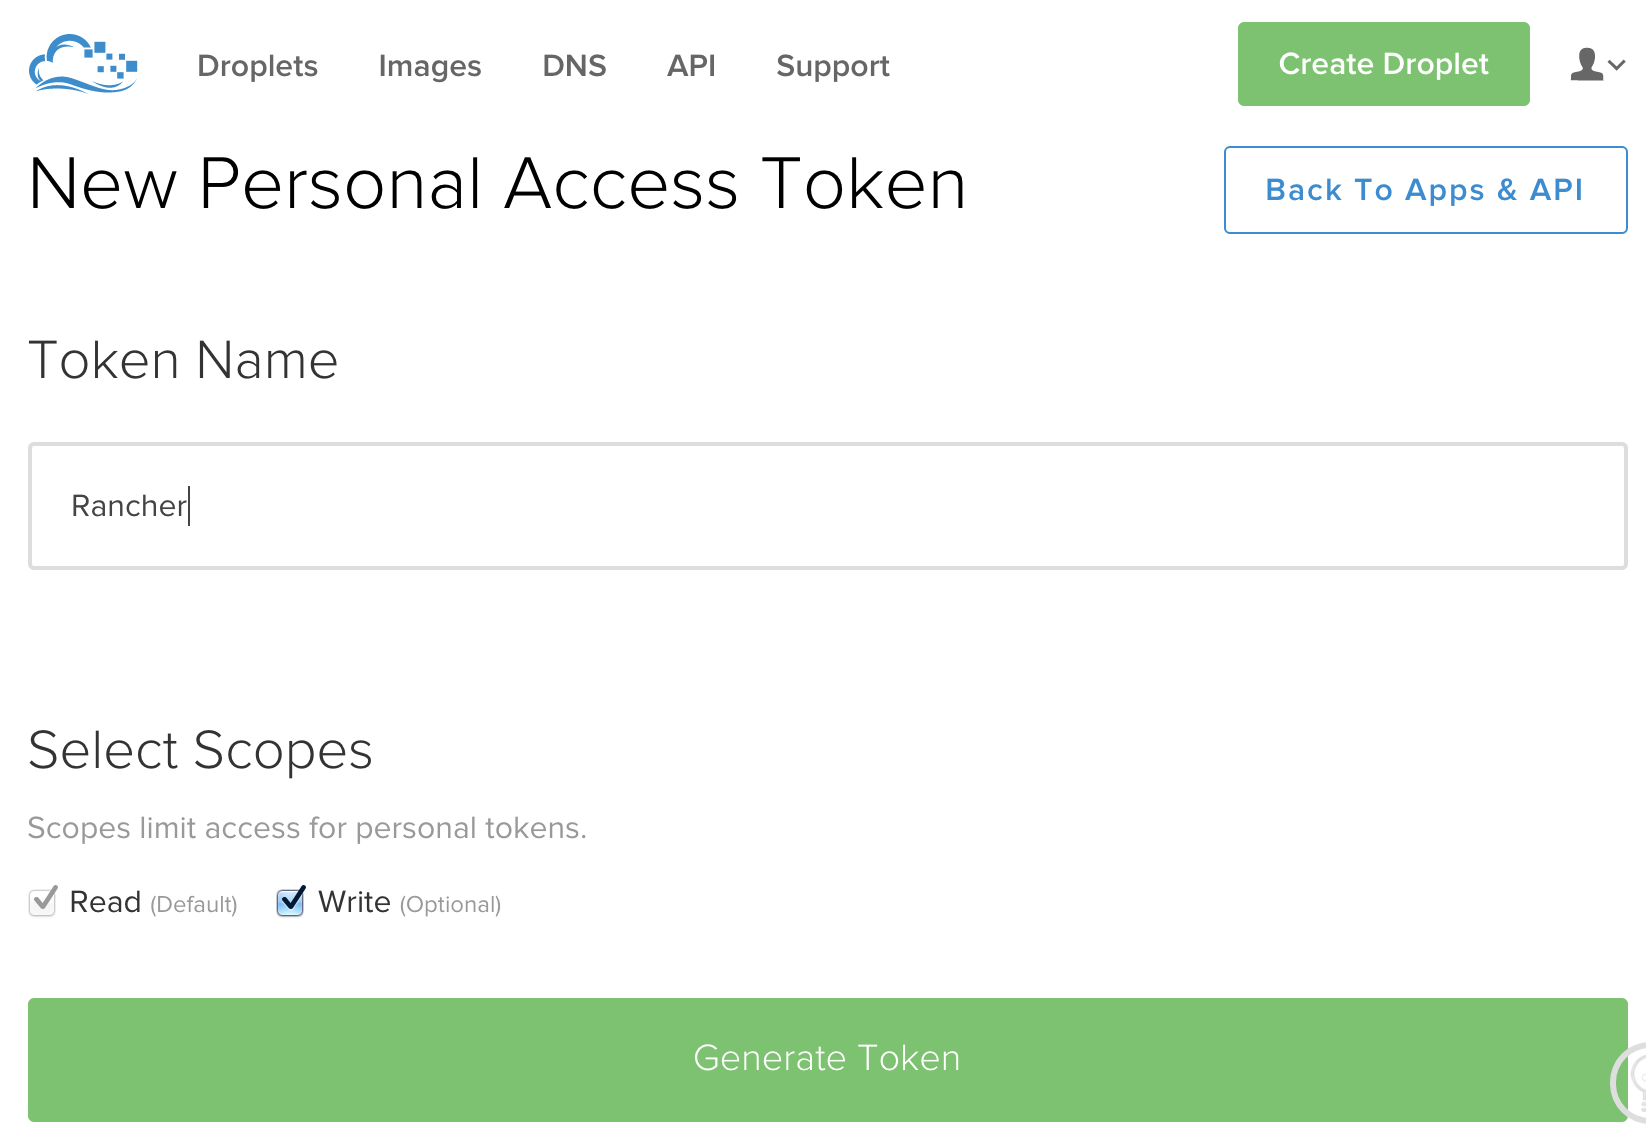 Droplets Images DNS API Support Create Droplet
New Personal Access Token Back To Apps & API
Token Name
Rancher
Select Scopes
Scopes limit access for personal tokens.
Read (Default) Write (Optional)
Generate Token